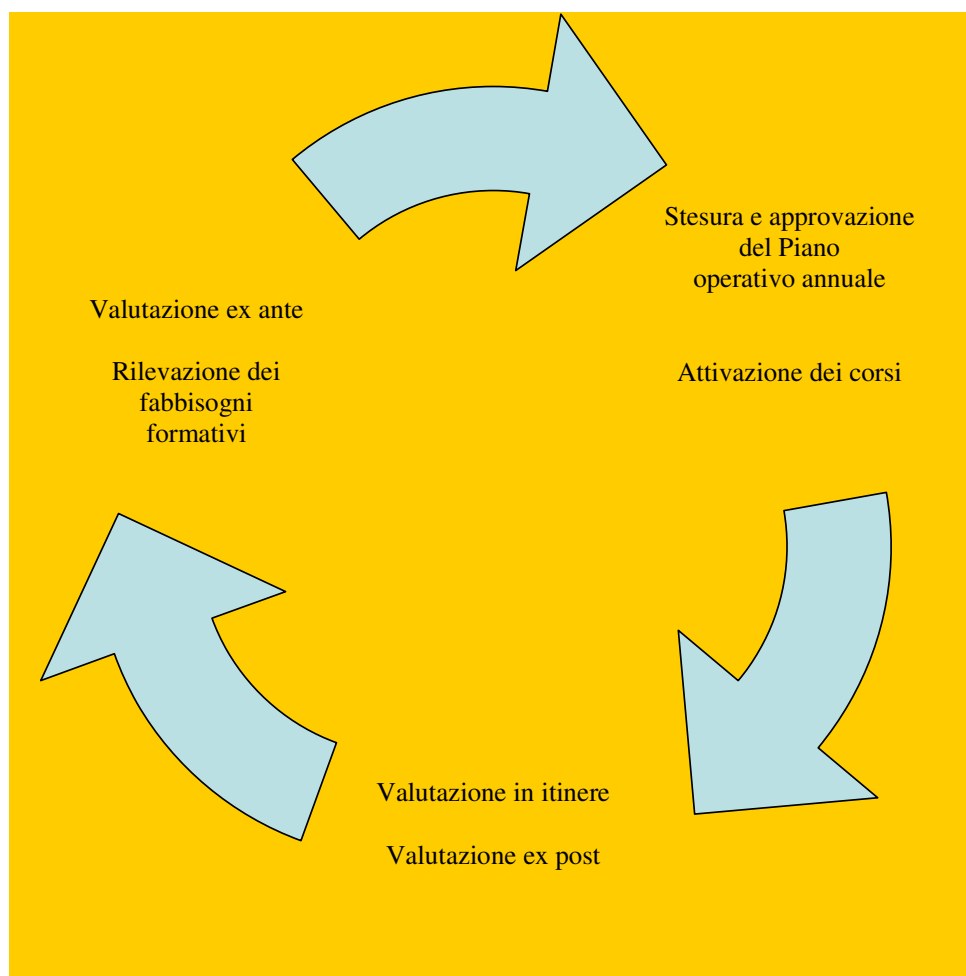 Stesura e approvazione
del Piano
operativo annuale
Attivazione dei corsi
Valutazione ex ante
Rilevazione dei
fabbisogni
formativi
Valutazione in itinere
Valutazione ex post